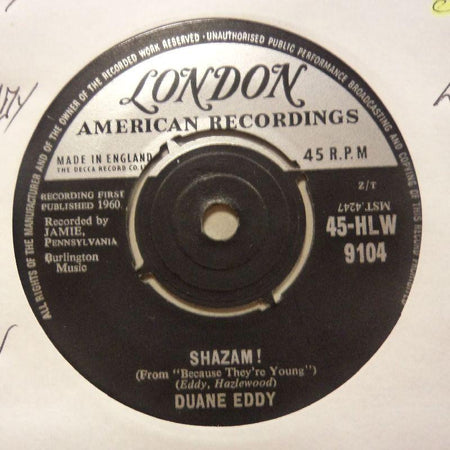 ALL RIGHTS OF THE MANUFACTURER AND OF THE OWNER OF THE RECORDED WORK RESERVED · UNAUTHORISED PUBLIC PERFORMANCE BROADCASTING AND COPYING OF THIS RECORD PROHIBITED
LONDON
AMERICAN RECORDINGS
MADE IN ENGLAND
THE DECCA RECORD CO.
45 R.P.M
Z/T
RECORDING FIRST
PUBLISHED 1960
MST.4247
Recorded by
JAMIE,
PENNSYLVANIA
45-HLW
9104
Burlington
Music
SHAZAM!
(From "Because They're Young")
(Eddy, Hazlewood)
DUANE EDDY